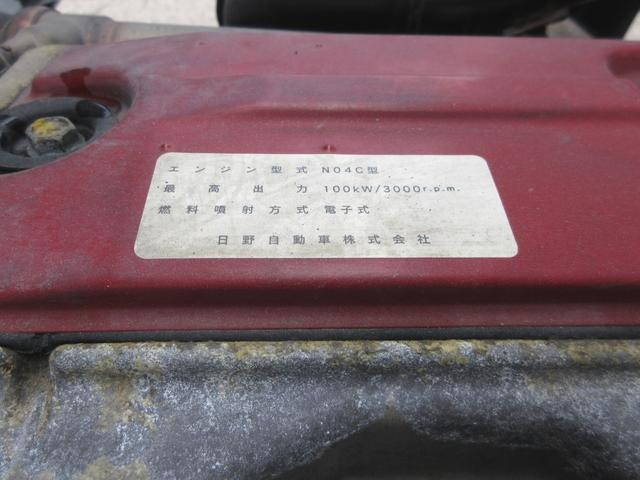 エンジン型式 N04C型
最高出力 100kW/3000r.p.m.
燃料噴射方式 電子式
日野自動車株式会社